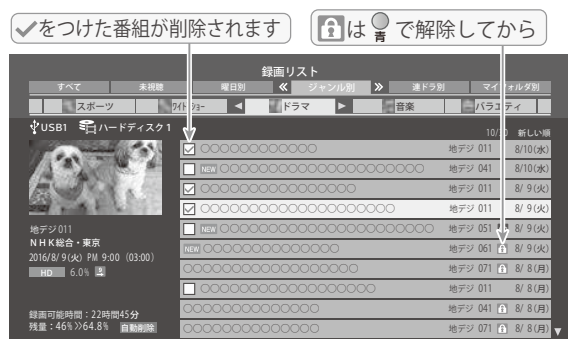 ✓をつけた番組が削除されます
は 青 で解除してから
録画リスト
すべて 未視聴 曜日別 ≪ ジャンル別 ≫ 連ドラ別 マイフォルダ別
スポーツ ワイドショー ◀ ドラマ ▶ 音楽 バラエティ
USB1 ハードディスク1
10/30 新しい順
☑ ○○○○○○○○○○○○ 地デジ 011 8/10(水)
□ NEW ○○○○○○○○○○○○○○○○○○○○○ 地デジ 041 8/10(水)
☑ ○○○○○○○○○○○○○○○○ 地デジ 011 8/ 9(火)
☑ ○○○○○○○○○○○○○○○○○○○○ 地デジ 011 8/ 9(火)
□ NEW ○○○○○○○○○○○○○○○○○○○○○○ 地デジ 051 8/ 9(火)
NEW ○○○○○○○○○○○○○○ 地デジ 061 8/ 9(火)
○○○○○○○○○○○○○○○○○○ 地デジ 071 8/ 8(月)
□ ○○○○○○○○○○○○ 地デジ 011 8/ 8(月)
○○○○○○○○○○○○○○ 地デジ 041 8/ 8(月)
○○○○○○○○○○○○○○ 地デジ 071 8/ 8(月)
地デジ 011
NHK総合・東京
2016/8/ 9(火) PM 9:00 (03:00)
HD 6.0%
録画可能時間：22時間45分
残量：46%≫64.8% 自動削除